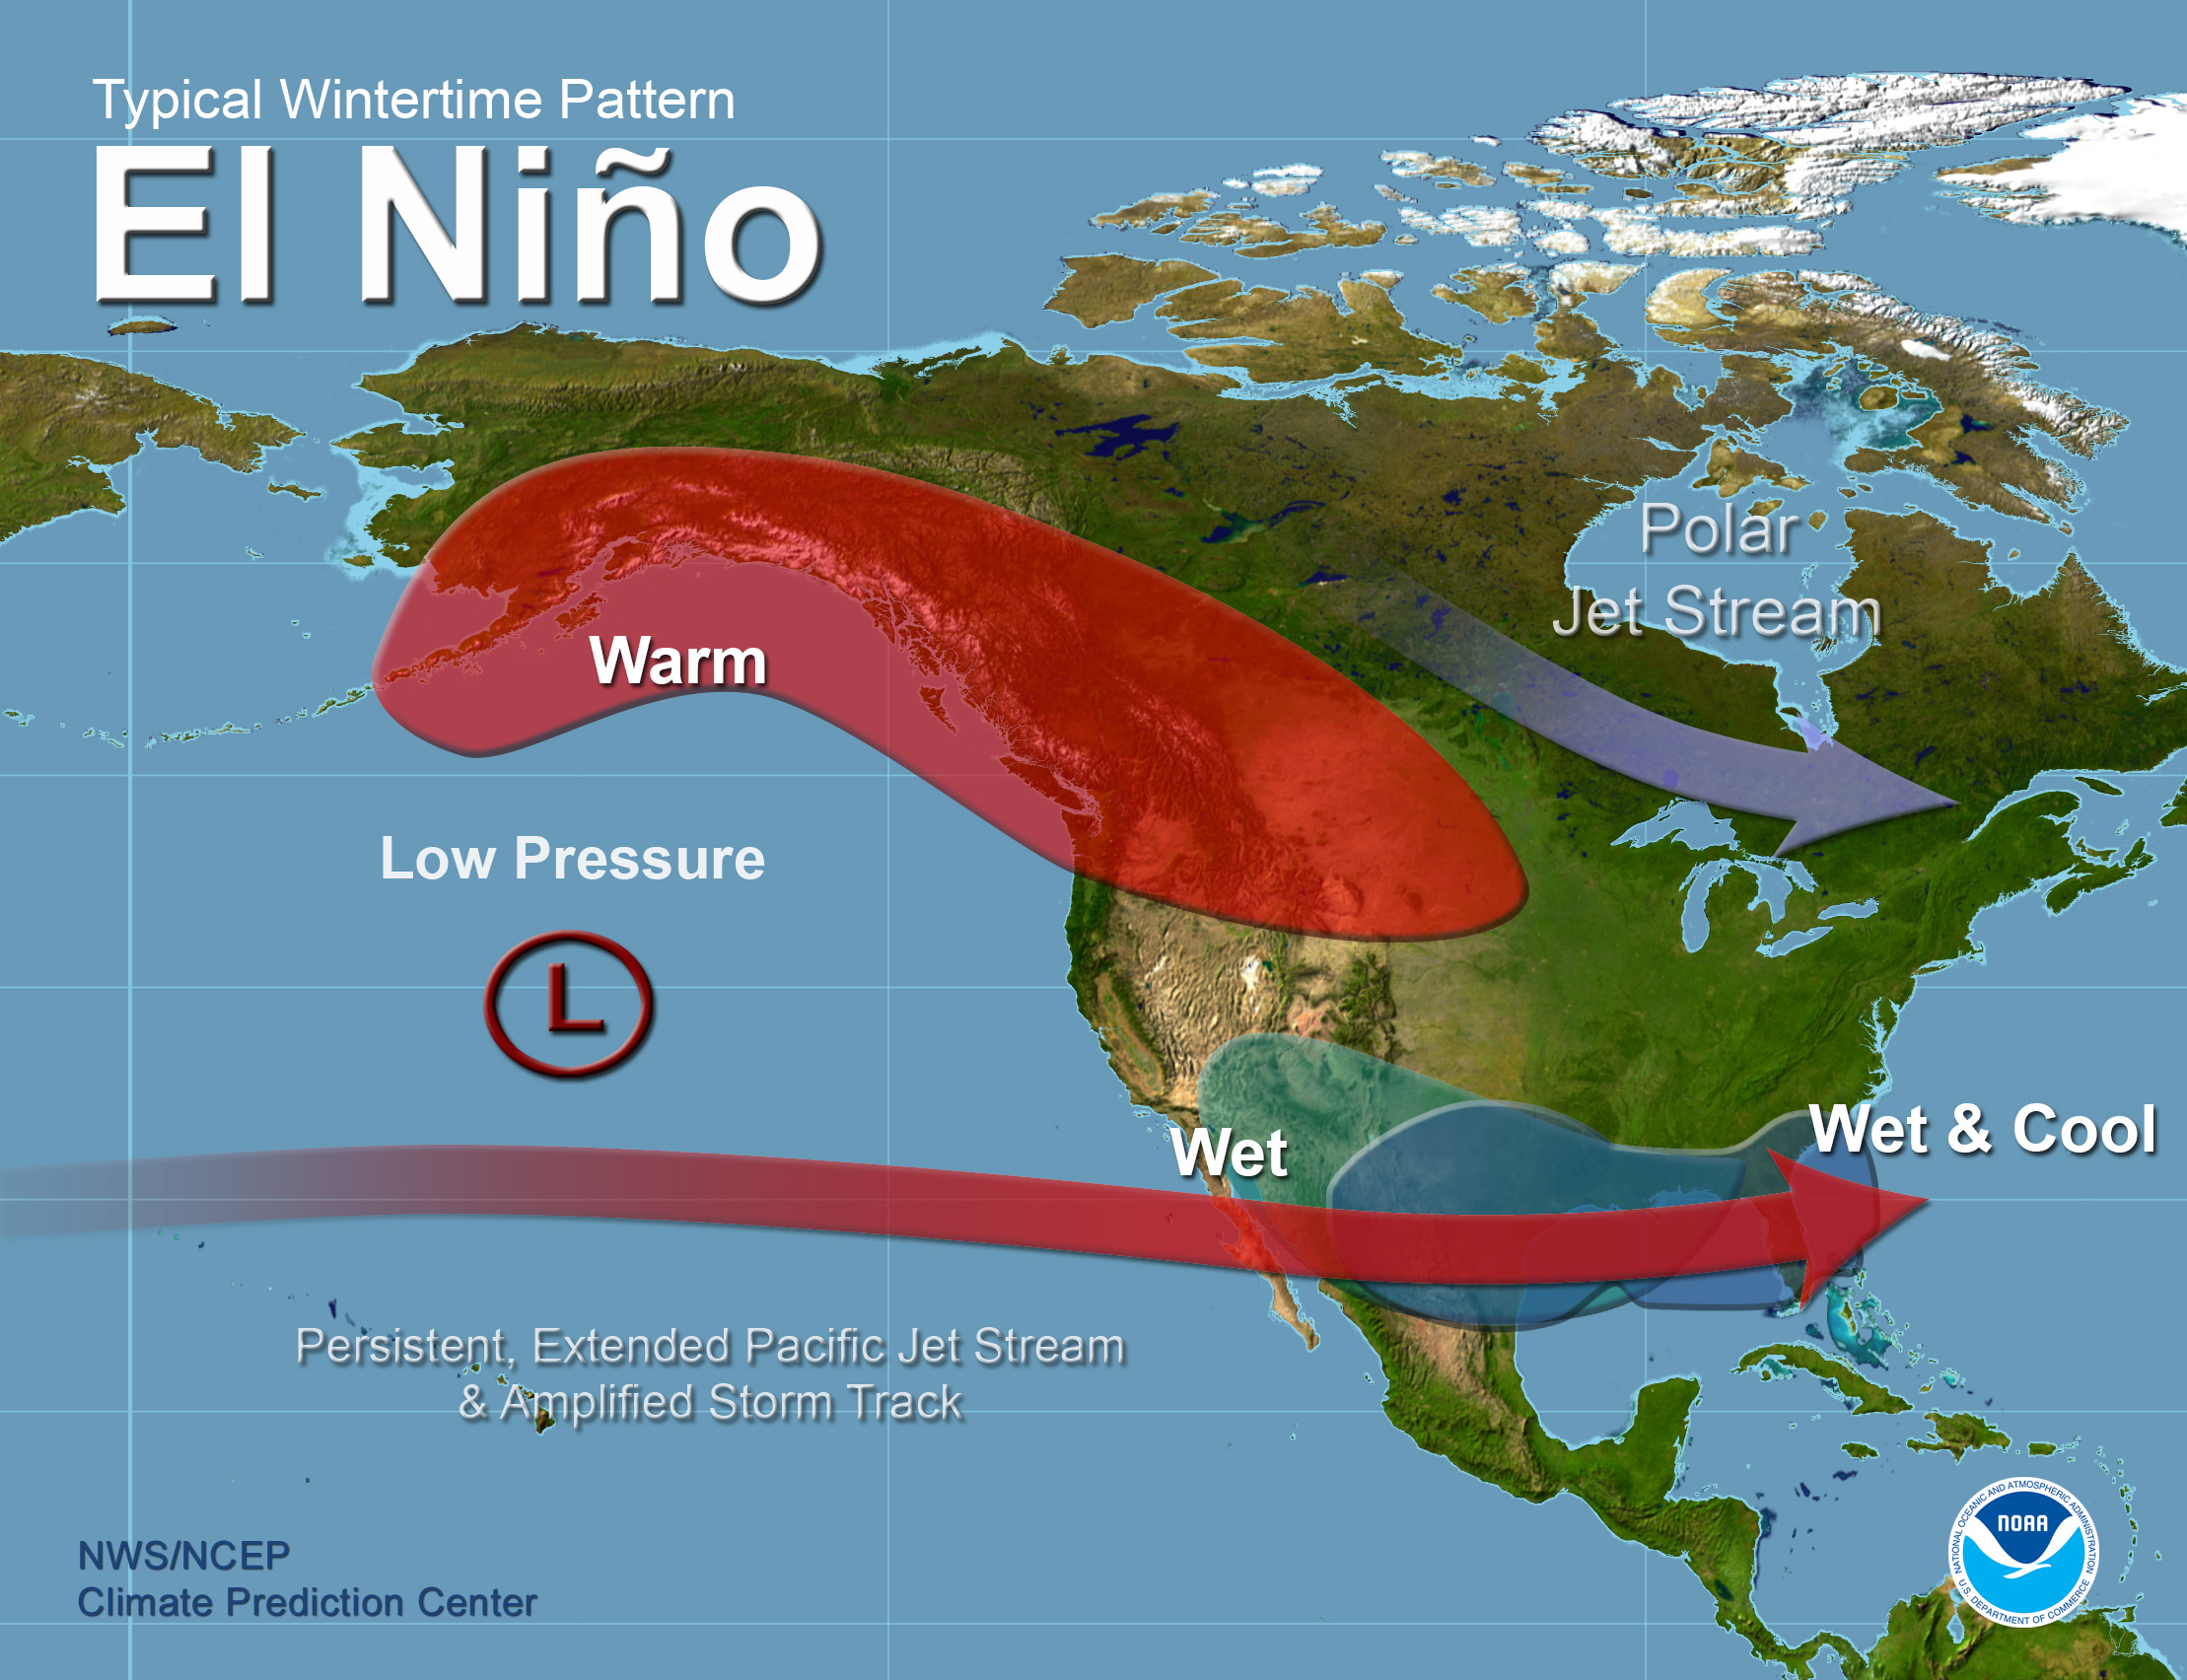 Typical Wintertime Pattern
El Niño
Polar
Jet Stream
Warm
Low Pressure
L
Wet & Cool
Wet
Persistent, Extended Pacific Jet Stream
& Amplified Storm Track
NWS/NCEP
Climate Prediction Center
NATIONAL OCEANIC AND ATMOSPHERIC ADMINISTRATION
NOAA
U.S. DEPARTMENT OF COMMERCE